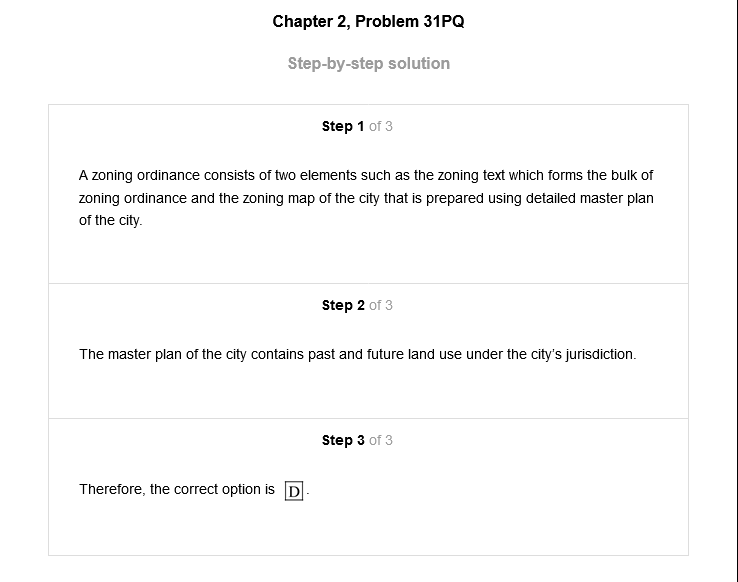 Chapter 2, Problem 31PQ
Step-by-step solution
Step 1 of 3
A zoning ordinance consists of two elements such as the zoning text which forms the bulk of
zoning ordinance and the zoning map of the city that is prepared using detailed master plan
of the city.
Step 2 of 3
The master plan of the city contains past and future land use under the city's jurisdiction.
Step 3 of 3
Therefore, the correct option is D.